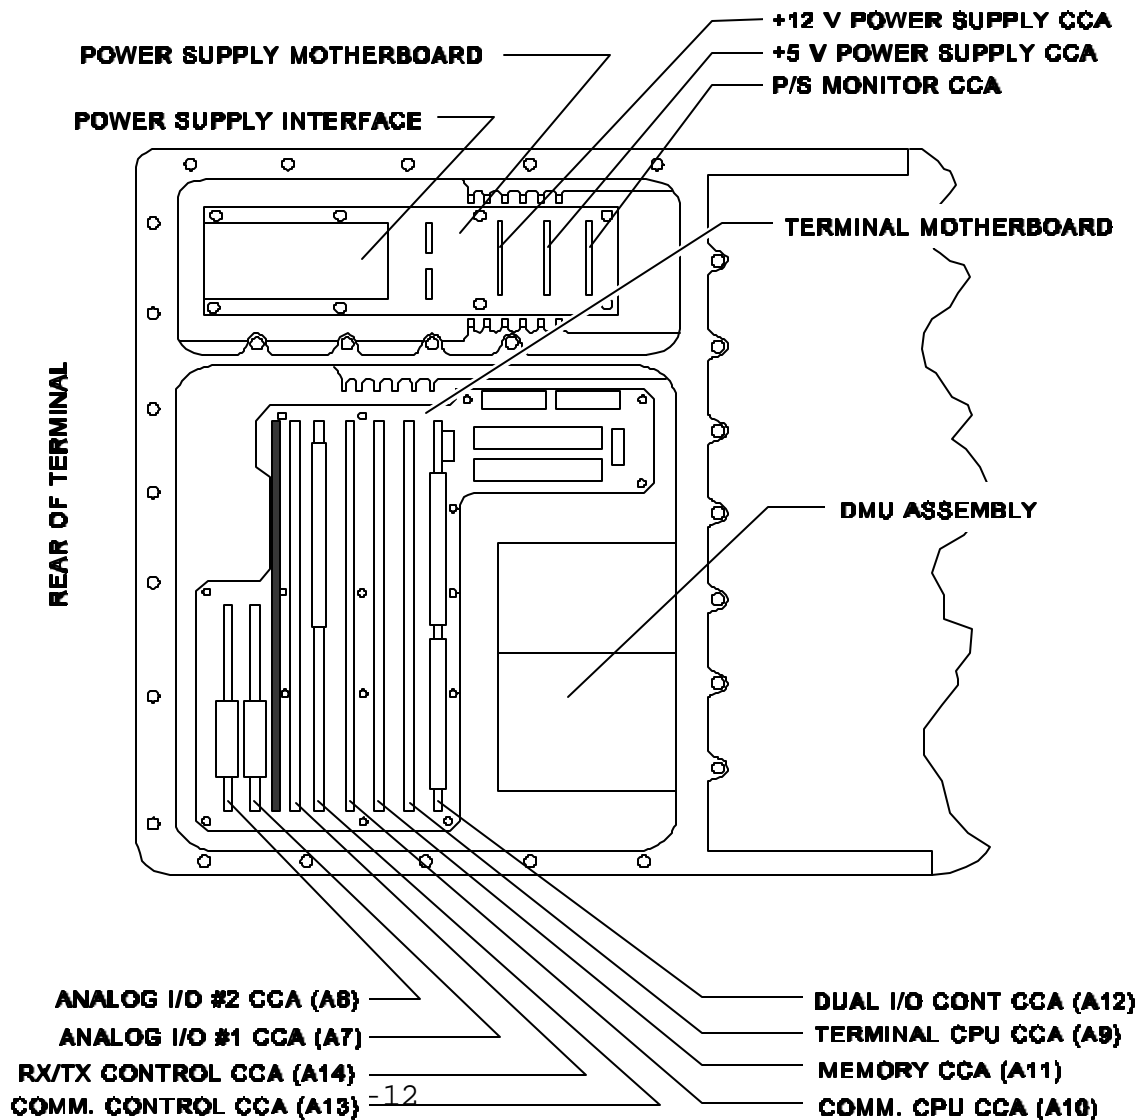 +12 V POWER SUPPLY CCA
POWER SUPPLY MOTHERBOARD
+5 V POWER SUPPLY CCA
P/S MONITOR CCA
POWER SUPPLY INTERFACE
TERMINAL MOTHERBOARD
REAR OF TERMINAL
DMU ASSEMBLY
ANALOG I/O #2 CCA (A8)
ANALOG I/O #1 CCA (A7)
RX/TX CONTROL CCA (A14)
COMM. CONTROL CCA (A13)
-12
DUAL I/O CONT CCA (A12)
TERMINAL CPU CCA (A9)
MEMORY CCA (A11)
COMM. CPU CCA (A10)